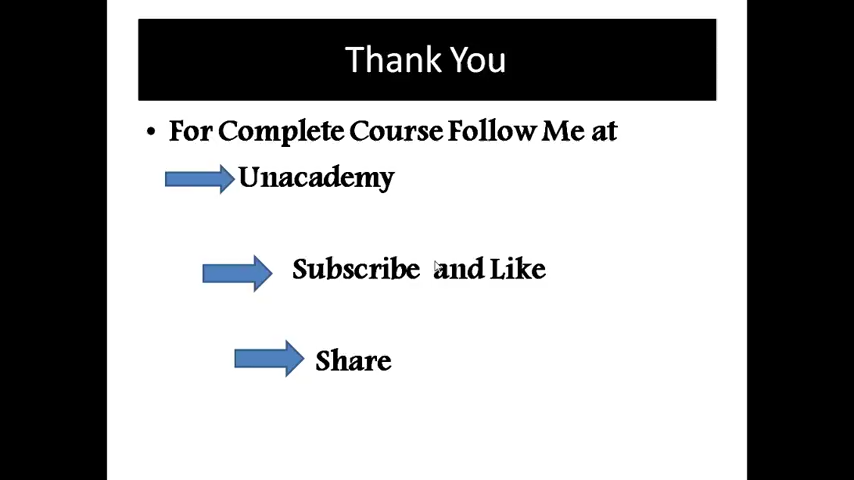 Thank You
• For Complete Course Follow Me at
Unacademy
Subscribe and Like
Share